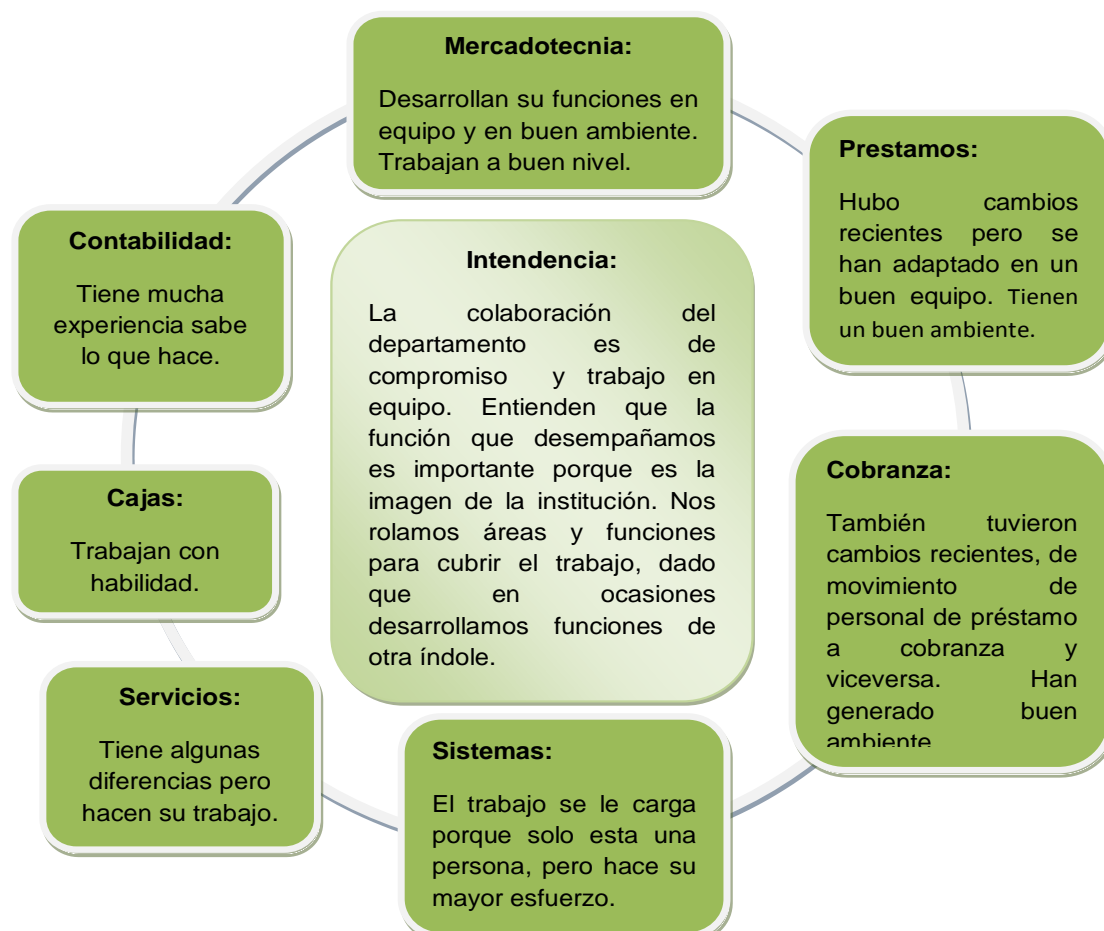 Mercadotecnia:
Desarrollan su funciones en
equipo y en buen ambiente.
Trabajan a buen nivel.
Prestamos:
Hubo cambios
recientes pero se
han adaptado en un
buen equipo. Tienen
un buen ambiente.
Contabilidad:
Tiene mucha
experiencia sabe
lo que hace.
Intendencia:
La colaboración del
departamento es de
compromiso y trabajo en
equipo. Entienden que la
función que desempañamos
es importante porque es la
imagen de la institución. Nos
rolamos áreas y funciones
para cubrir el trabajo, dado
que en ocasiones
desarrollamos funciones de
otra índole.
Cobranza:
También tuvieron
cambios recientes, de
movimiento de
personal de préstamo
a cobranza y
viceversa. Han
generado buen
ambiente
Cajas:
Trabajan con
habilidad.
Servicios:
Tiene algunas
diferencias pero
hacen su trabajo.
Sistemas:
El trabajo se le carga
porque solo esta una
persona, pero hace su
mayor esfuerzo.